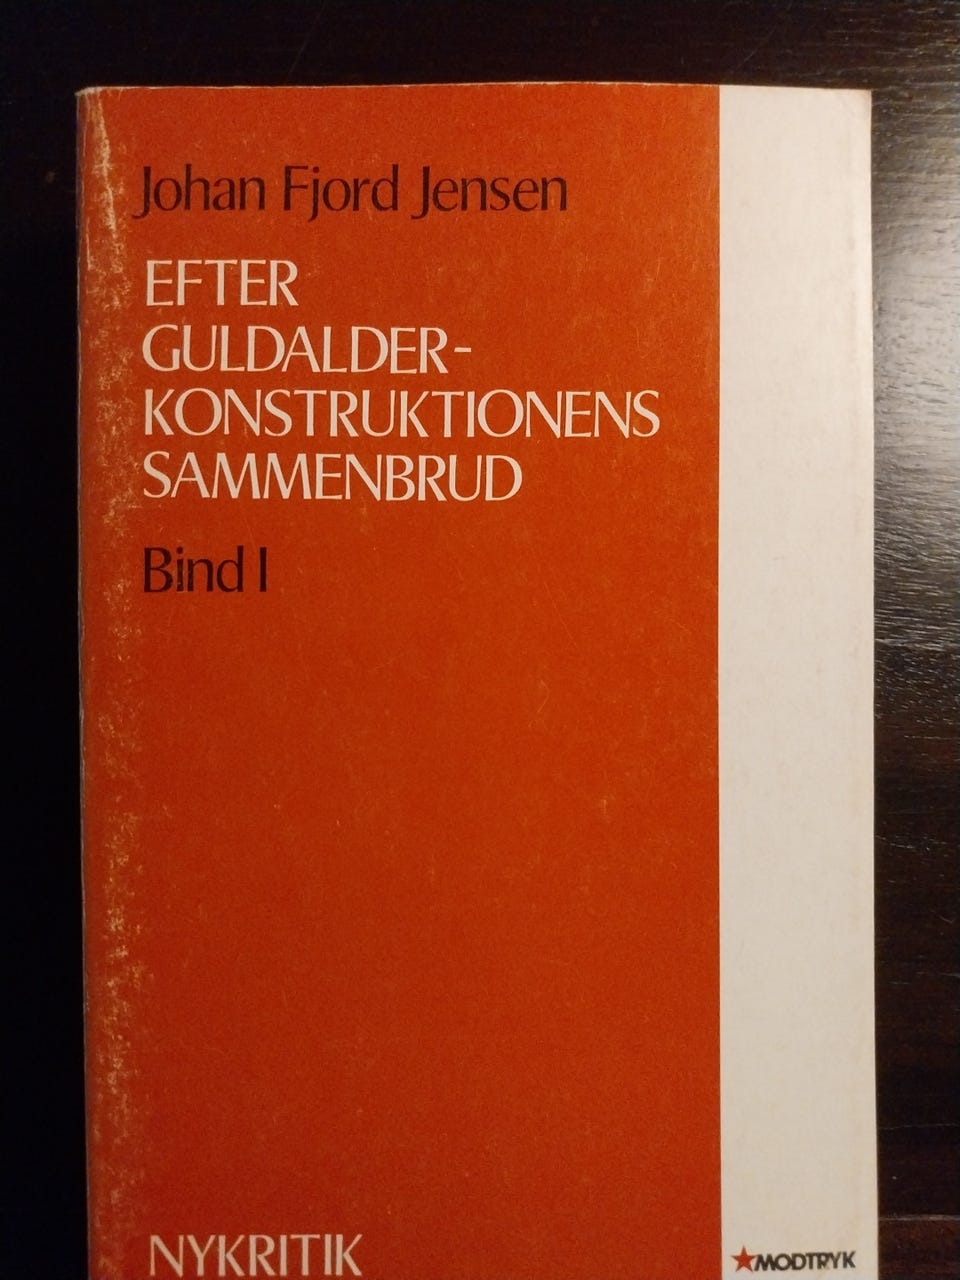 Johan Fjord Jensen
EFTER
GULDALDER-
KONSTRUKTIONENS
SAMMENBRUD
Bind I
NYKRITIK
MODTRYK